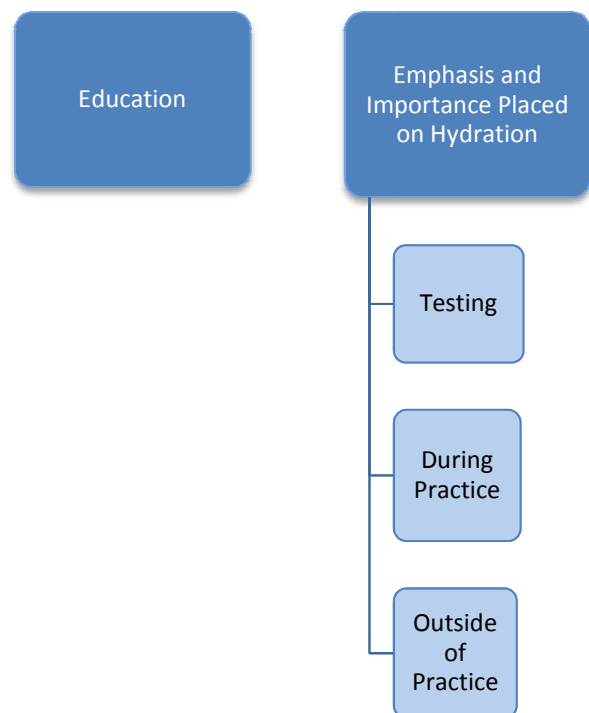 Education
Emphasis and
Importance Placed
on Hydration
Testing
During
Practice
Outside
of
Practice